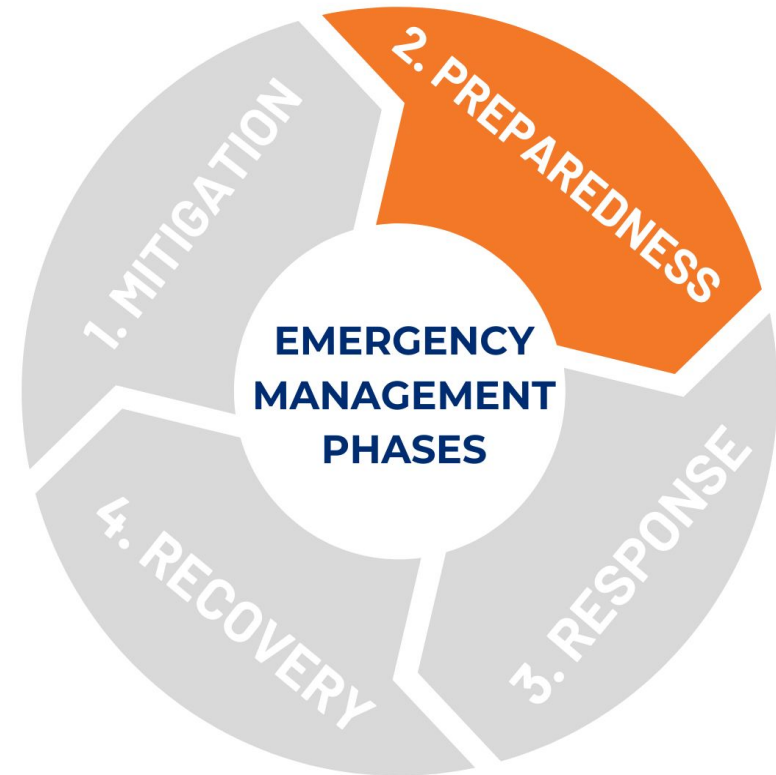 1. MITIGATION
2. PREPAREDNESS
EMERGENCY
MANAGEMENT
PHASES
3. RESPONSE
4. RECOVERY